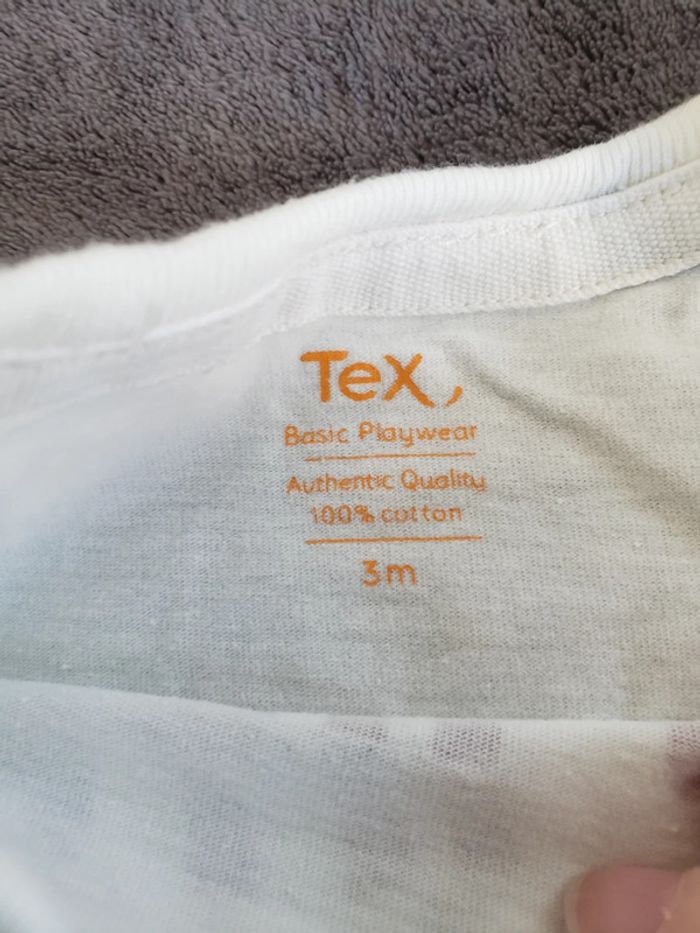 TeX,
Basic Playwear
Authentic Quality
100% cotton
3m